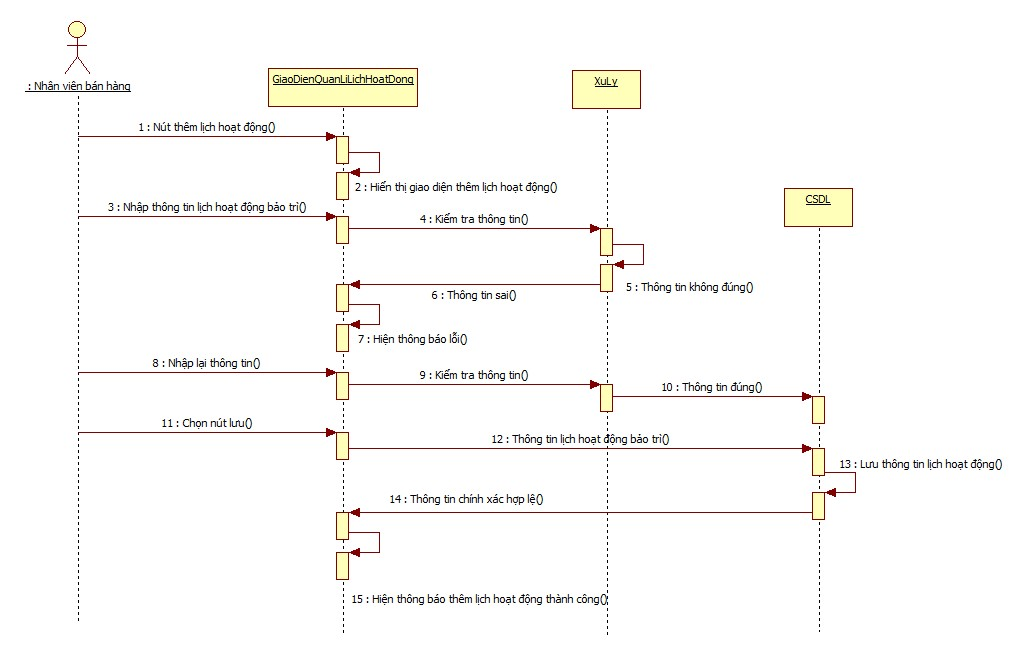 : Nhân viên bán hàng
GiaoDienQuanLiLichHoatDong
XuLy
1 : Nút thêm lịch hoạt động()
2 : Hiển thị giao diện thêm lịch hoạt động()
CSDL
3 : Nhập thông tin lịch hoạt động bảo trì()
4 : Kiểm tra thông tin()
5 : Thông tin không đúng()
6 : Thông tin sai()
7 : Hiện thông báo lỗi()
8 : Nhập lại thông tin()
9 : Kiểm tra thông tin()
10 : Thông tin đúng()
11 : Chọn nút lưu()
12 : Thông tin lịch hoạt động bảo trì()
13 : Lưu thông tin lịch hoạt động()
14 : Thông tin chính xác hợp lệ()
15 : Hiện thông báo thêm lịch hoạt động thành công()